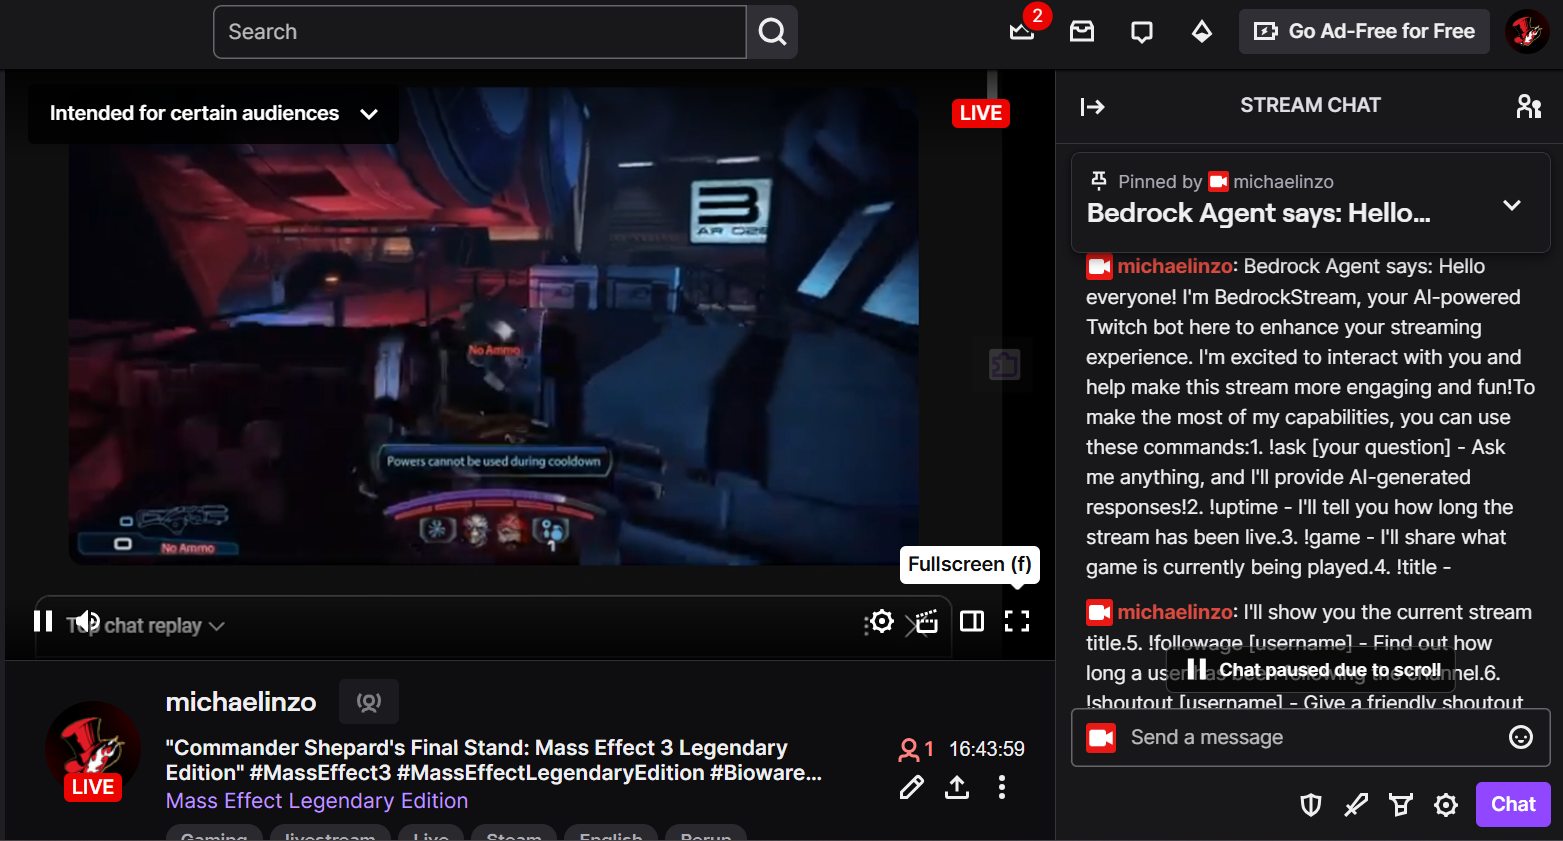 Search
2
Go Ad-Free for Free
Intended for certain audiences
LIVE
3
No Ammo
Powers cannot be used during cooldown
1
No Ammo
Fullscreen (f)
Top chat replay
michaelinzo
"Commander Shepard's Final Stand: Mass Effect 3 Legendary
Edition" #MassEffect3 #MassEffectLegendaryEdition #Bioware...
Mass Effect Legendary Edition
LIVE
1 16:43:59
Gaming livestream Live Steam English Rerun
STREAM CHAT
Pinned by michaelinzo
Bedrock Agent says: Hello...
michaelinzo: Bedrock Agent says: Hello
everyone! I'm BedrockStream, your AI-powered
Twitch bot here to enhance your streaming
experience. I'm excited to interact with you and
help make this stream more engaging and fun!To
make the most of my capabilities, you can use
these commands:1. !ask [your question] - Ask
me anything, and I'll provide AI-generated
responses!2. !uptime - I'll tell you how long the
stream has been live.3. !game - I'll share what
game is currently being played.4. !title -
michaelinzo: I'll show you the current stream
title.5. !followage [username] - Find out how
long a user has been following the channel.6.
Chat paused due to scroll
!shoutout [username] - Give a friendly shoutout
Send a message
Chat